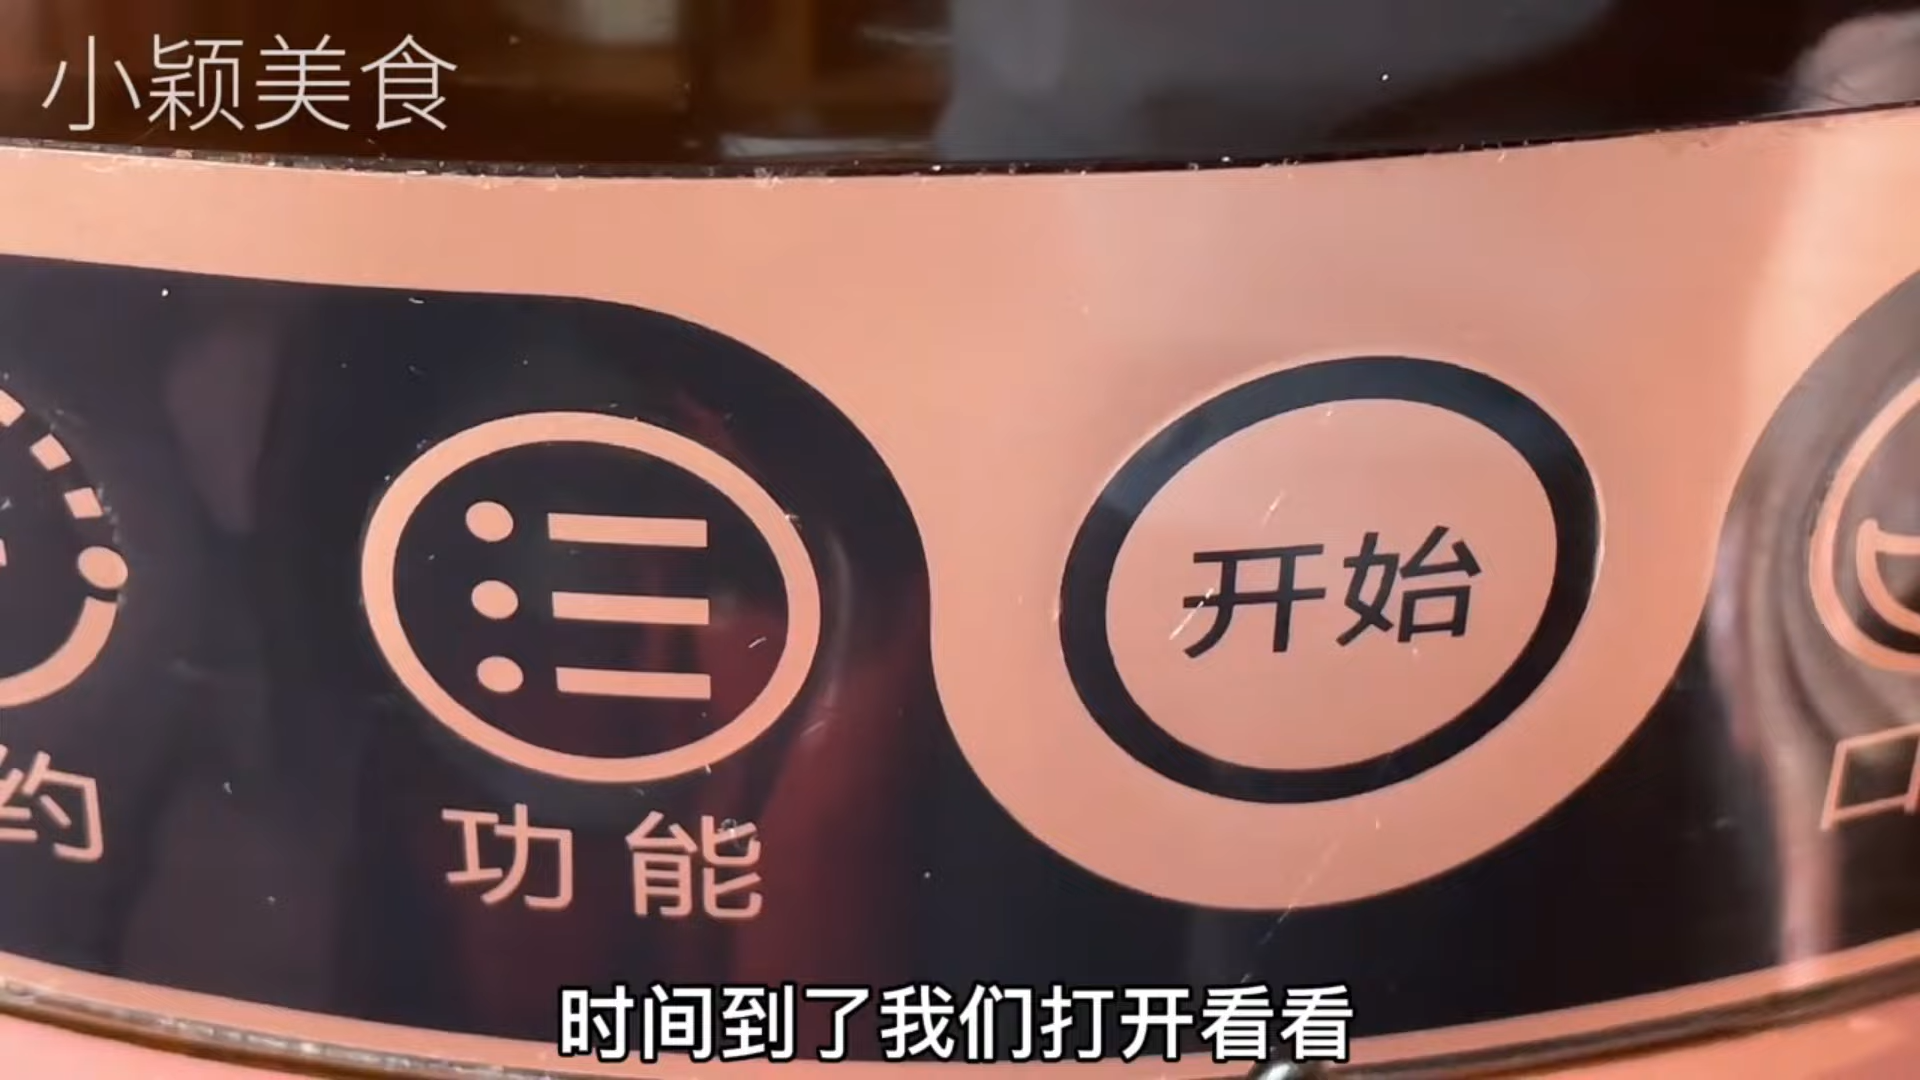 小颖美食
开始
约
功能
时间到了我们打开看看